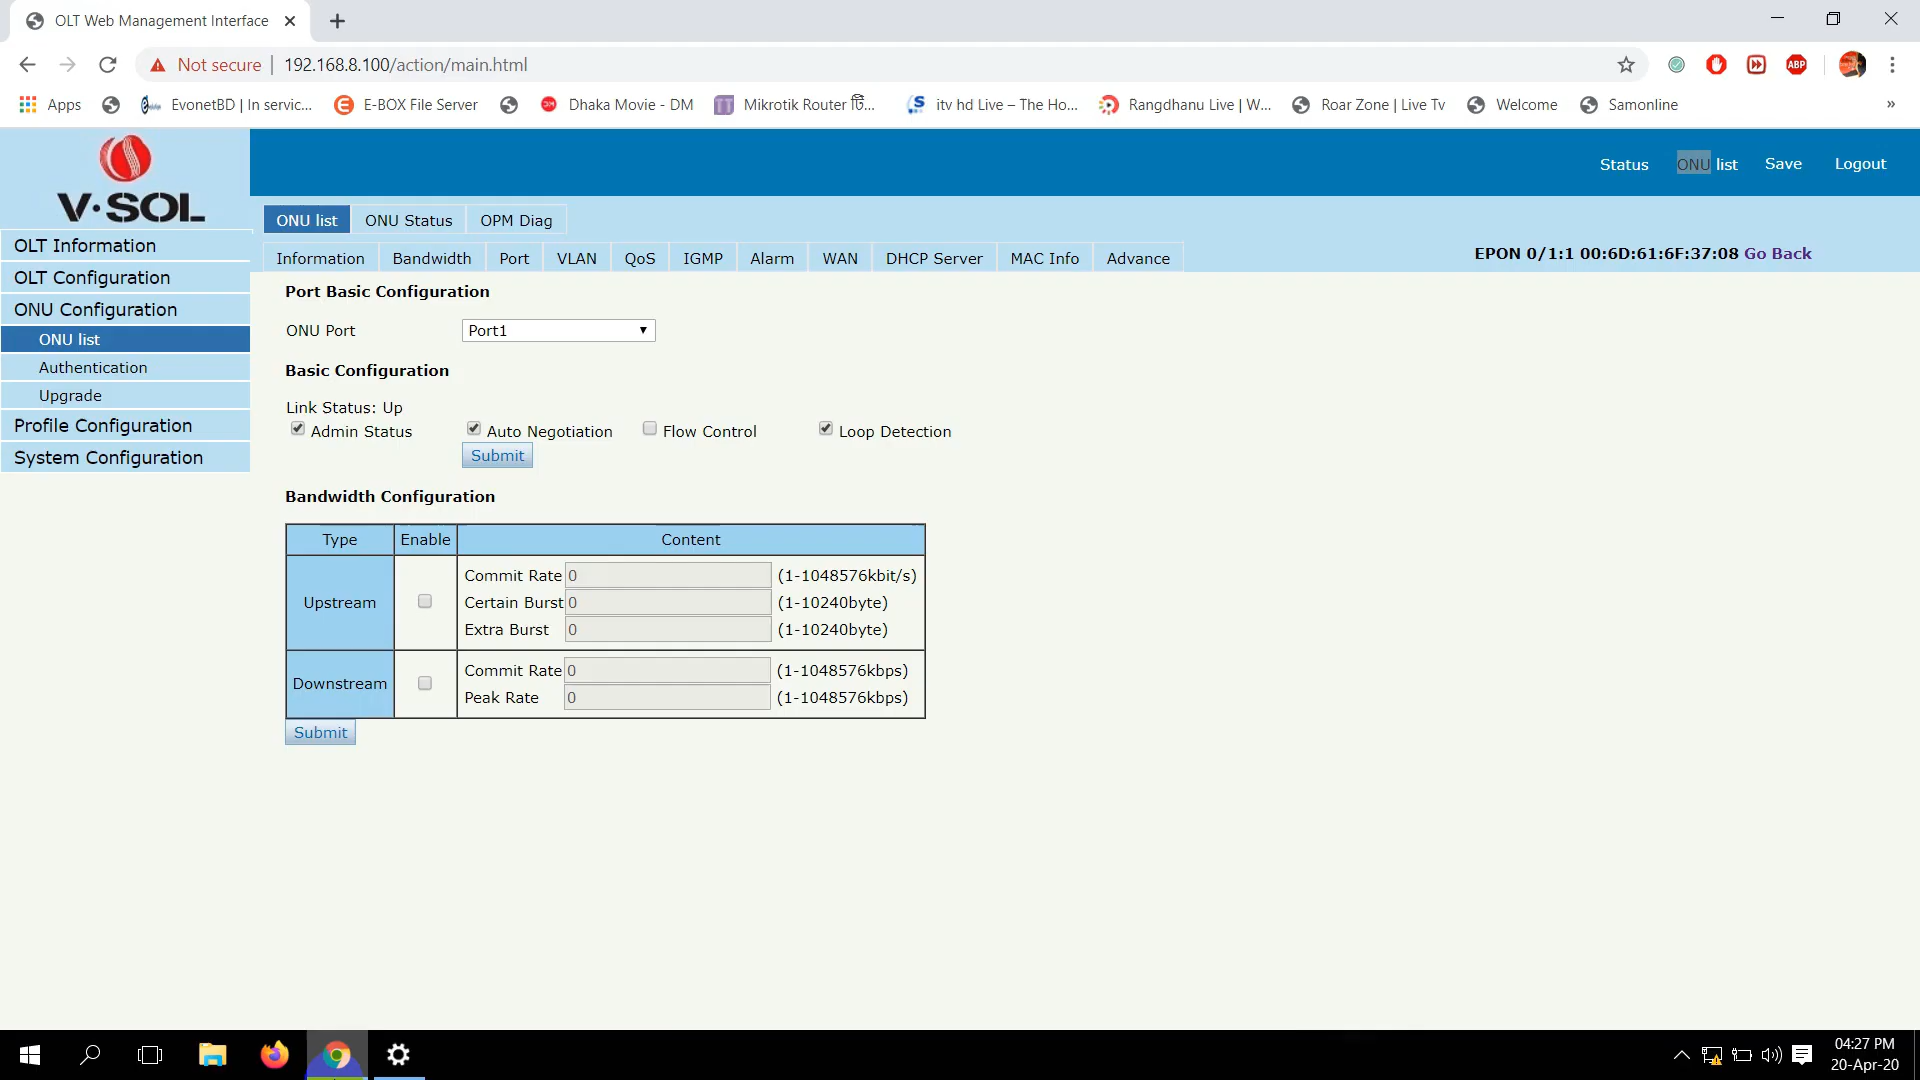 OLT Web Management Interface
Not secure | 192.168.8.100/action/main.html
ABP
Apps EvonetBD | In servic... E-BOX File Server Dhaka Movie - DM Mikrotik Router টি... itv hd Live – The Ho... Rangdhanu Live | W... Roar Zone | Live Tv Welcome Samonline »
V·SOL
Status ONU list Save Logout
ONU list ONU Status OPM Diag
Information Bandwidth Port VLAN QoS IGMP Alarm WAN DHCP Server MAC Info Advance
EPON 0/1:1 00:6D:61:6F:37:08 Go Back
OLT Information
OLT Configuration
ONU Configuration
ONU list
Authentication
Upgrade
Profile Configuration
System Configuration
Port Basic Configuration
ONU Port Port1
Basic Configuration
Link Status: Up
Admin Status Auto Negotiation Flow Control Loop Detection
Submit
Bandwidth Configuration
Type Enable Content
Upstream
Commit Rate 0 (1-1048576kbit/s)
Certain Burst 0 (1-10240byte)
Extra Burst 0 (1-10240byte)
Downstream
Commit Rate 0 (1-1048576kbps)
Peak Rate 0 (1-1048576kbps)
Submit
04:27 PM
20-Apr-20